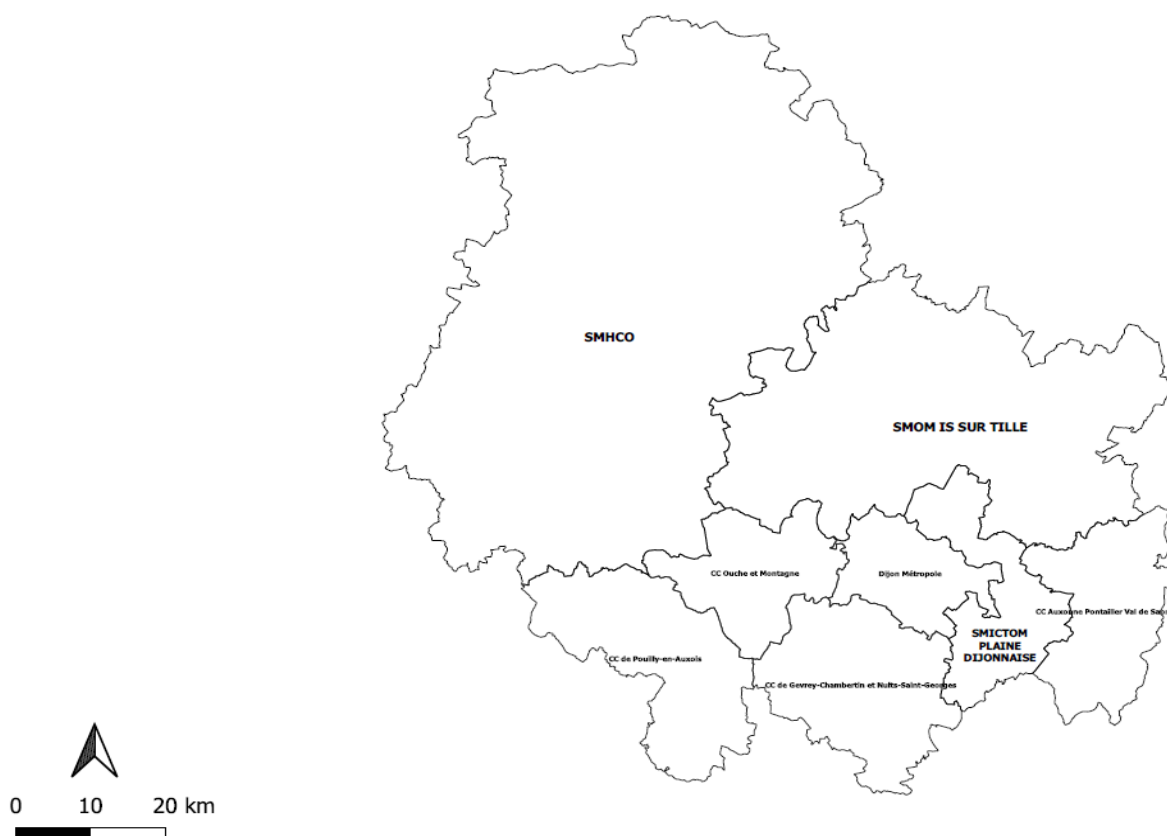 SMHCO
SMOM IS SUR TILLE
CC Ouche et Montagne
Dijon Métropole
CC Auxonne Pontailler Val de Saône
SMICTOM
PLAINE
DIJONNAISE
CC de Pouilly-en-Auxois
CC de Gevrey-Chambertin et Nuits-Saint-Georges
0 10 20 km